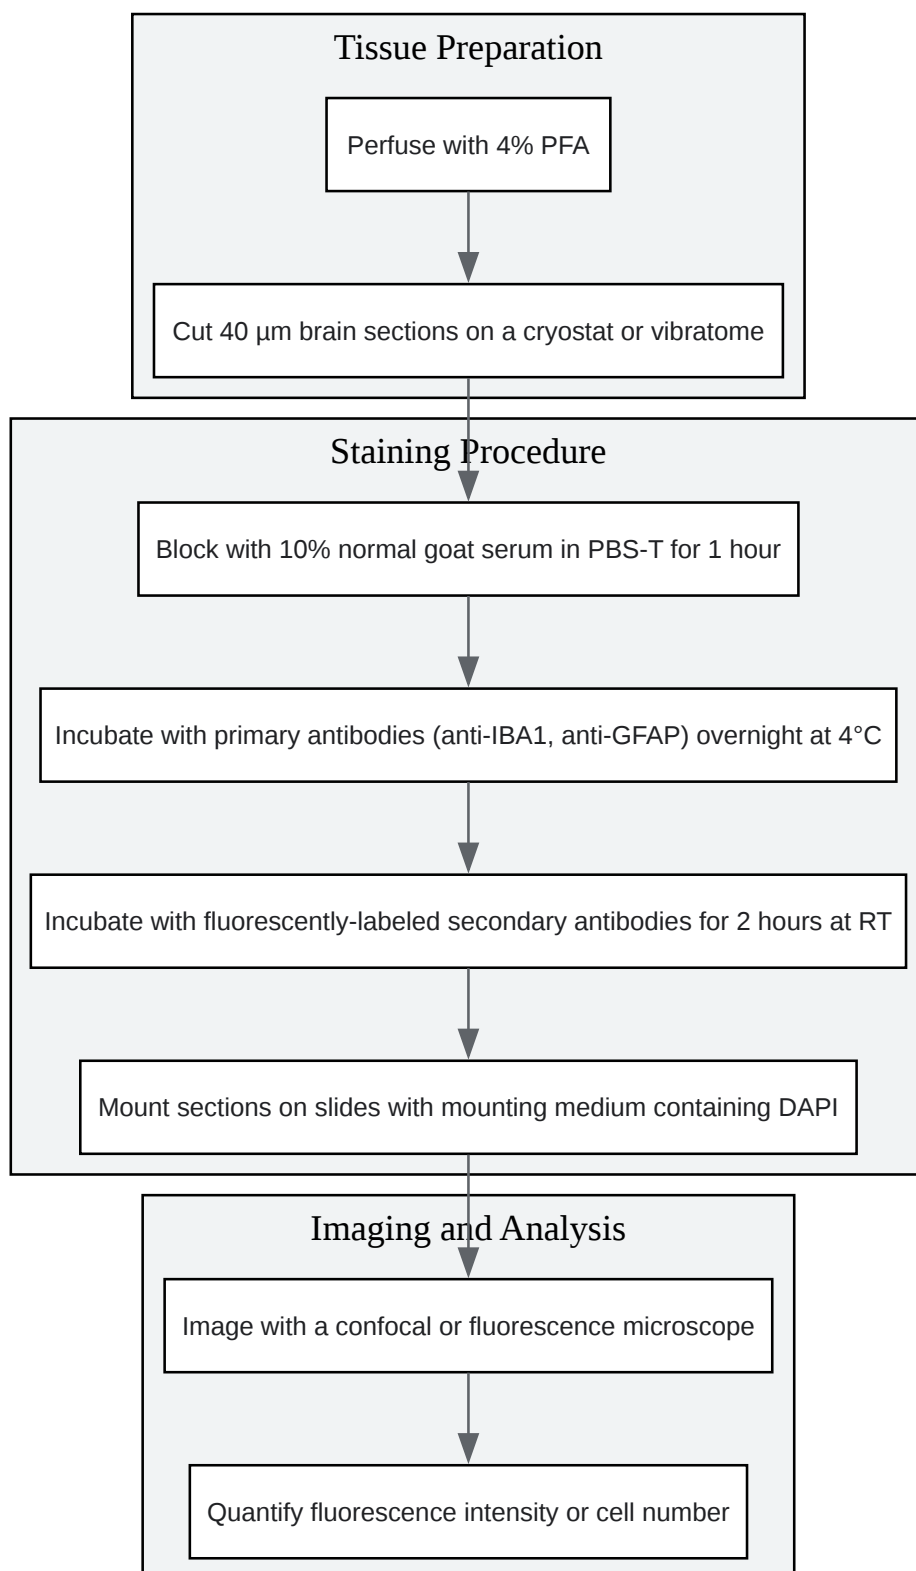 Tissue Preparation
Perfuse with 4% PFA
Cut 40 µm brain sections on a cryostat or vibratome
Staining Procedure
Block with 10% normal goat serum in PBS-T for 1 hour
Incubate with primary antibodies (anti-IBA1, anti-GFAP) overnight at 4°C
Incubate with fluorescently-labeled secondary antibodies for 2 hours at RT
Mount sections on slides with mounting medium containing DAPI
Imaging and Analysis
Image with a confocal or fluorescence microscope
Quantify fluorescence intensity or cell number